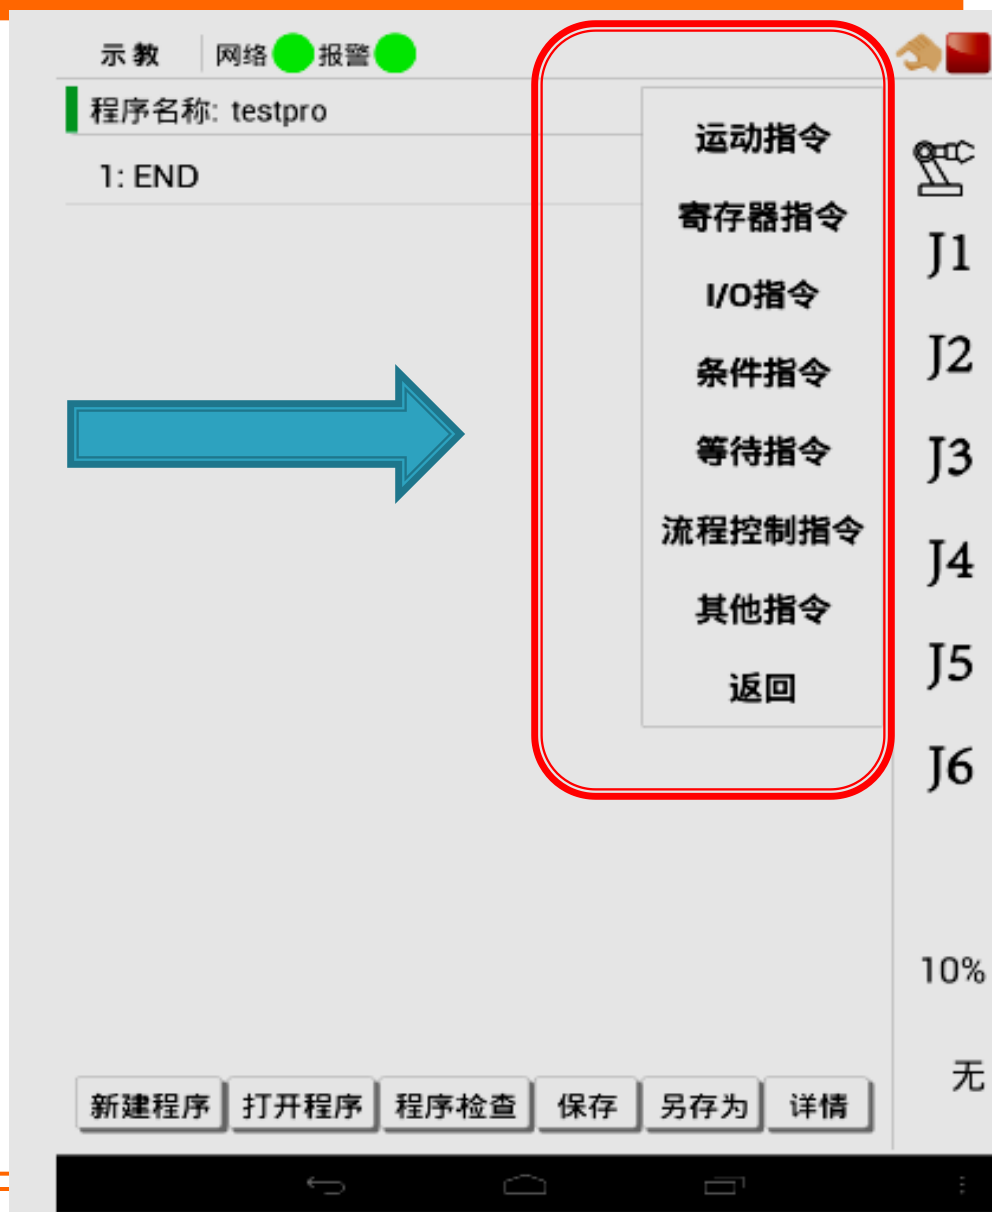 示教 网络 报警
程序名称: testpro
1: END
运动指令
寄存器指令
I/O指令
条件指令
等待指令
流程控制指令
其他指令
返回
J1
J2
J3
J4
J5
J6
10%
无
新建程序 打开程序 程序检查 保存 另存为 详情